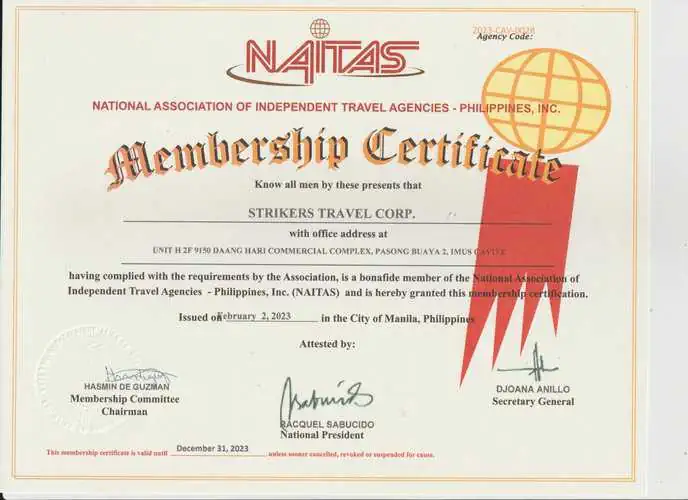 2023-CAV-0028
Agency Code:
NAITAS
NATIONAL ASSOCIATION OF INDEPENDENT TRAVEL AGENCIES - PHILIPPINES, INC.
Membership Certificate
Know all men by these presents that
STRIKERS TRAVEL CORP.
with office address at
UNIT H 2F 9150 DAANG HARI COMMERCIAL COMPLEX, PASONG BUAYA 2, IMUS CAVITE
having complied with the requirements by the Association, is a bonafide member of the National Association of
Independent Travel Agencies - Philippines, Inc. (NAITAS) and is hereby granted this membership certification.
Issued on February 2, 2023 in the City of Manila, Philippines
Attested by:
HASMIN DE GUZMAN
Membership Committee
Chairman
RACQUEL SABUCIDO
National President
DJOANA ANILLO
Secretary General
This membership certificate is valid until December 31, 2023 unless sooner cancelled, revoked or suspended for cause.